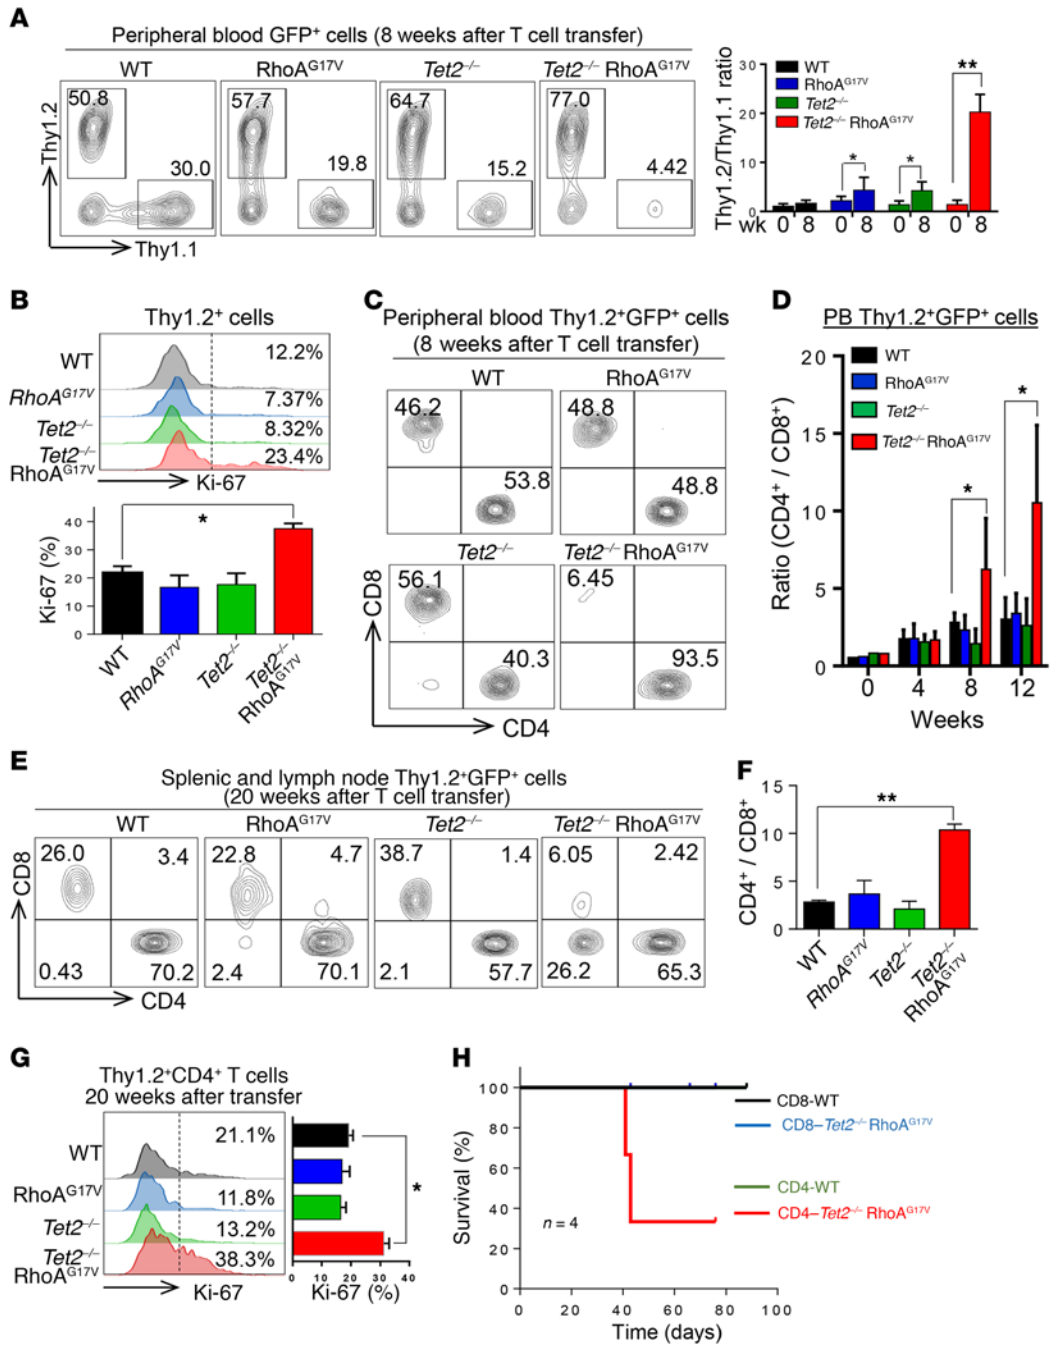 A
Peripheral blood GFP⁺ cells (8 weeks after T cell transfer)
WT
RhoAᴳ¹⁷ⱽ
Tet2⁻/⁻
Tet2⁻/⁻ RhoAᴳ¹⁷ⱽ
50.8
57.7
64.7
77.0
30.0
19.8
15.2
4.42
Thy1.2
Thy1.1
30
20
10
0
Thy1.2/Thy1.1 ratio
WT
RhoAᴳ¹⁷ⱽ
Tet2⁻/⁻
Tet2⁻/⁻ RhoAᴳ¹⁷ⱽ
*
*
**
wk 0 8 0 8 0 8 0 8
B
Thy1.2⁺ cells
WT
12.2%
RhoAᴳ¹⁷ⱽ
7.37%
Tet2⁻/⁻
8.32%
Tet2⁻/⁻
RhoAᴳ¹⁷ⱽ
23.4%
Ki-67
Ki-67 (%)
40
30
20
10
0
*
WT
RhoAᴳ¹⁷ⱽ
Tet2⁻/⁻
Tet2⁻/⁻
RhoAᴳ¹⁷ⱽ
C
Peripheral blood Thy1.2⁺GFP⁺ cells
(8 weeks after T cell transfer)
WT
RhoAᴳ¹⁷ⱽ
46.2
48.8
53.8
48.8
Tet2⁻/⁻
Tet2⁻/⁻ RhoAᴳ¹⁷ⱽ
56.1
6.45
40.3
93.5
CD8
CD4
D
PB Thy1.2⁺GFP⁺ cells
20
15
10
5
0
Ratio (CD4⁺ / CD8⁺)
WT
RhoAᴳ¹⁷ⱽ
Tet2⁻/⁻
Tet2⁻/⁻ RhoAᴳ¹⁷ⱽ
*
*
0 4 8 12
Weeks
E
Splenic and lymph node Thy1.2⁺GFP⁺ cells
(20 weeks after T cell transfer)
WT
RhoAᴳ¹⁷ⱽ
Tet2⁻/⁻
Tet2⁻/⁻ RhoAᴳ¹⁷ⱽ
26.0 3.4
22.8 4.7
38.7 1.4
6.05 2.42
0.43 70.2
2.4 70.1
2.1 57.7
26.2 65.3
CD8
CD4
F
15
10
5
0
CD4⁺ / CD8⁺
**
WT
RhoAᴳ¹⁷ⱽ
Tet2⁻/⁻
Tet2⁻/⁻
RhoAᴳ¹⁷ⱽ
G
Thy1.2⁺CD4⁺ T cells
20 weeks after transfer
WT
21.1%
RhoAᴳ¹⁷ⱽ
11.8%
Tet2⁻/⁻
13.2%
Tet2⁻/⁻
RhoAᴳ¹⁷ⱽ
38.3%
Ki-67
*
0 10 20 30 40
Ki-67 (%)
H
100
80
60
40
20
0
Survival (%)
n = 4
CD8-WT
CD8–Tet2⁻/⁻ RhoAᴳ¹⁷ⱽ
CD4-WT
CD4–Tet2⁻/⁻ RhoAᴳ¹⁷ⱽ
0 20 40 60 80 100
Time (days)